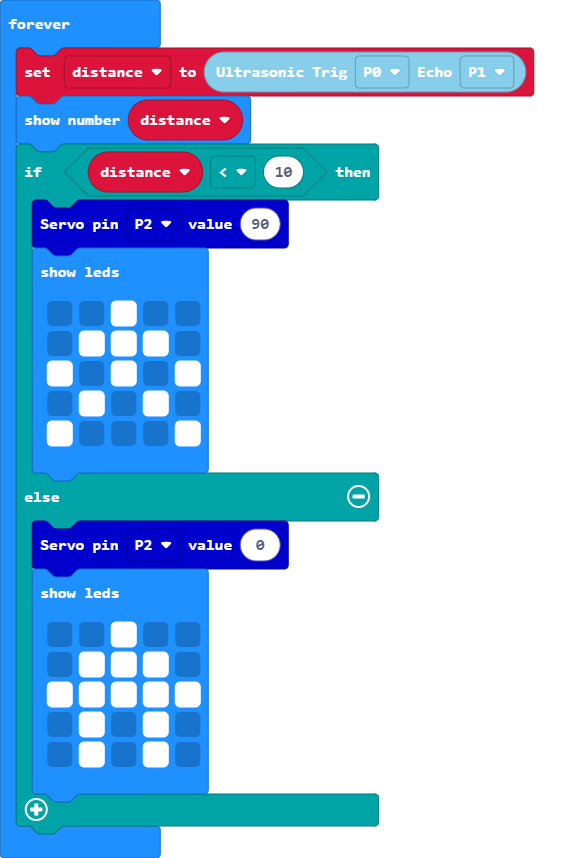 forever
set distance to Ultrasonic Trig P0 Echo P1
show number distance
if distance < 10 then
Servo pin P2 value 90
show leds
else
Servo pin P2 value 0
show leds